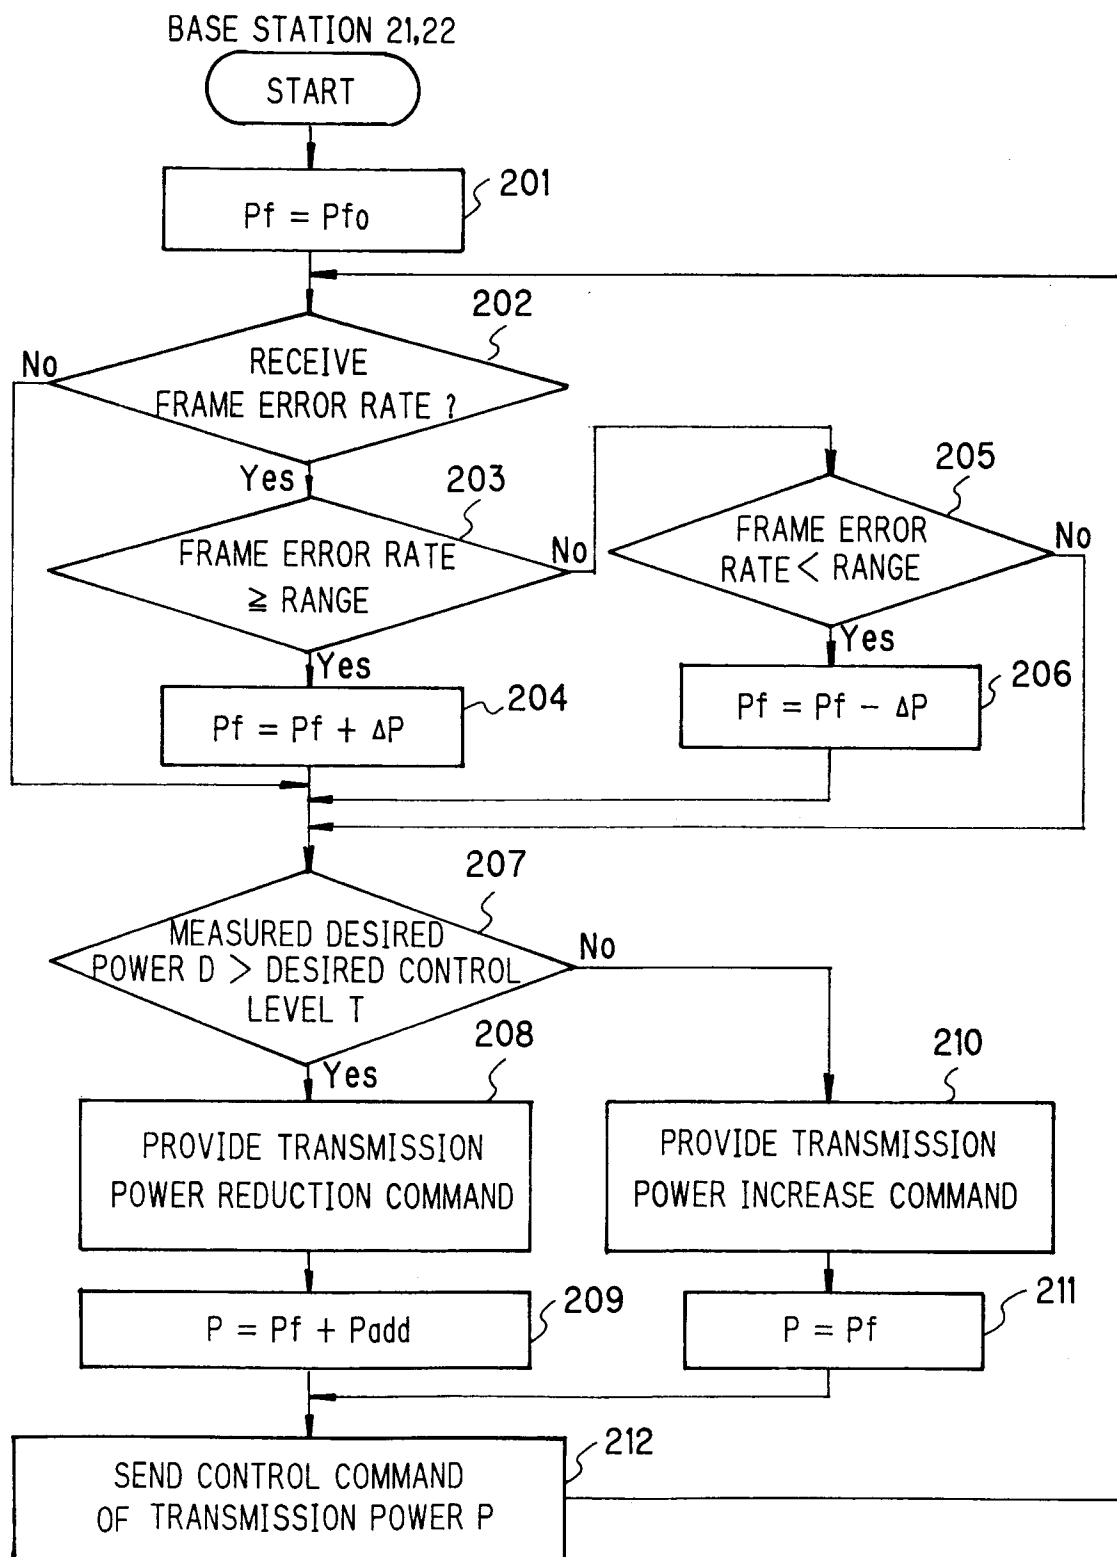 BASE STATION 21,22
START
201
Pf = Pfo
202
No
RECEIVE
FRAME ERROR RATE ?
Yes
203
FRAME ERROR RATE
≧ RANGE
No
205
FRAME ERROR
RATE < RANGE
No
Yes
Yes
204
Pf = Pf + ΔP
206
Pf = Pf − ΔP
207
MEASURED DESIRED
POWER D > DESIRED CONTROL
LEVEL T
No
Yes
208
PROVIDE TRANSMISSION
POWER REDUCTION COMMAND
210
PROVIDE TRANSMISSION
POWER INCREASE COMMAND
209
P = Pf + Padd
211
P = Pf
212
SEND CONTROL COMMAND
OF TRANSMISSION POWER P